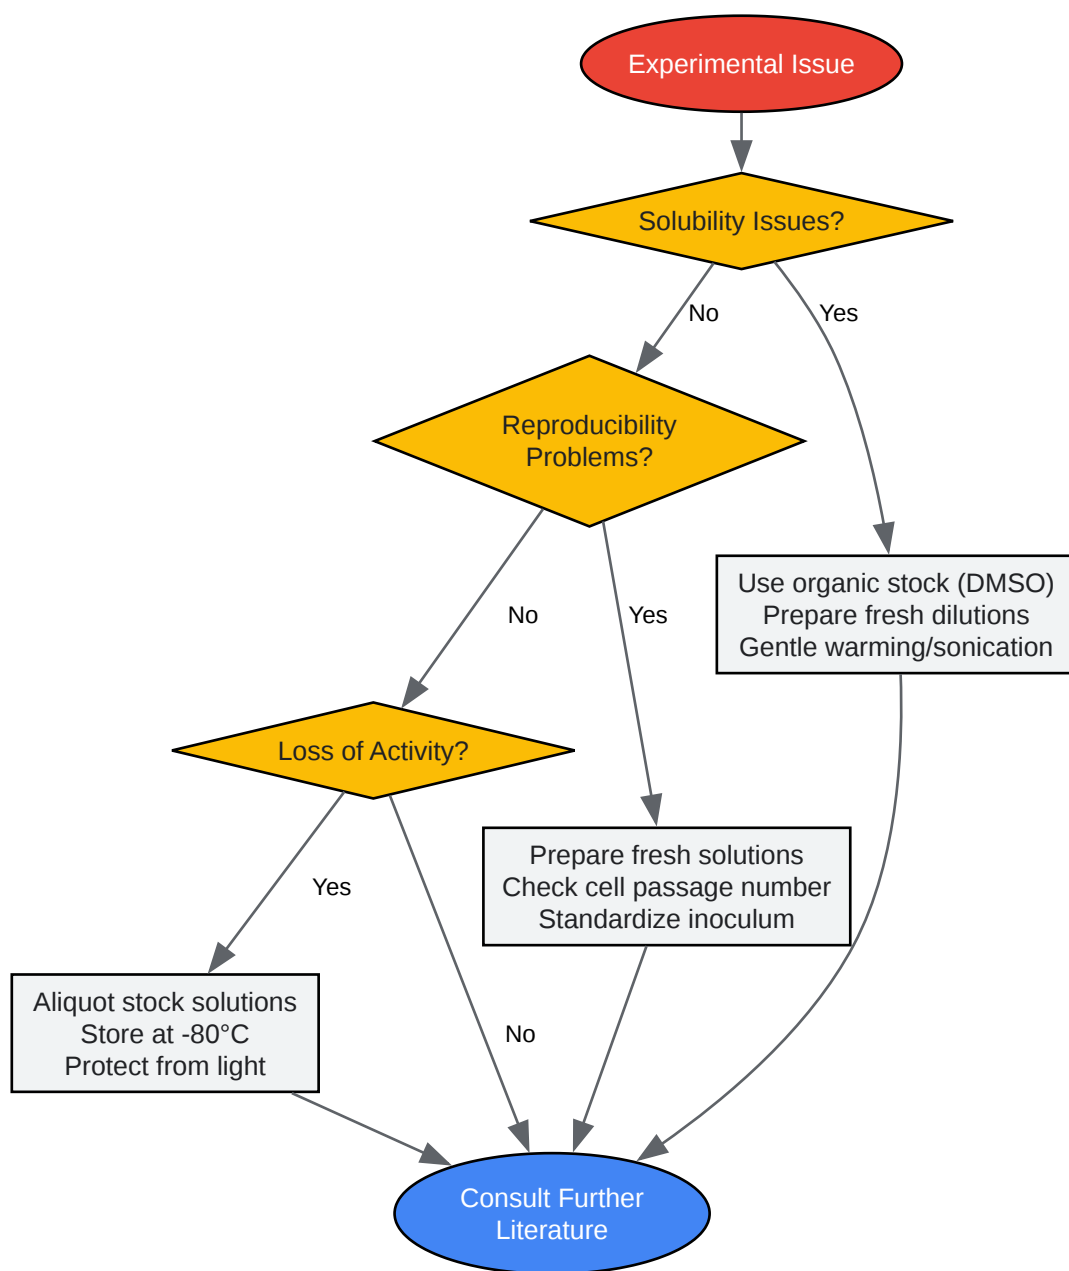 Experimental Issue
Solubility Issues?
No
Yes
Reproducibility
Problems?
Use organic stock (DMSO)
Prepare fresh dilutions
Gentle warming/sonication
No
Yes
Loss of Activity?
Prepare fresh solutions
Check cell passage number
Standardize inoculum
Yes
Aliquot stock solutions
Store at -80°C
Protect from light
No
Consult Further
Literature